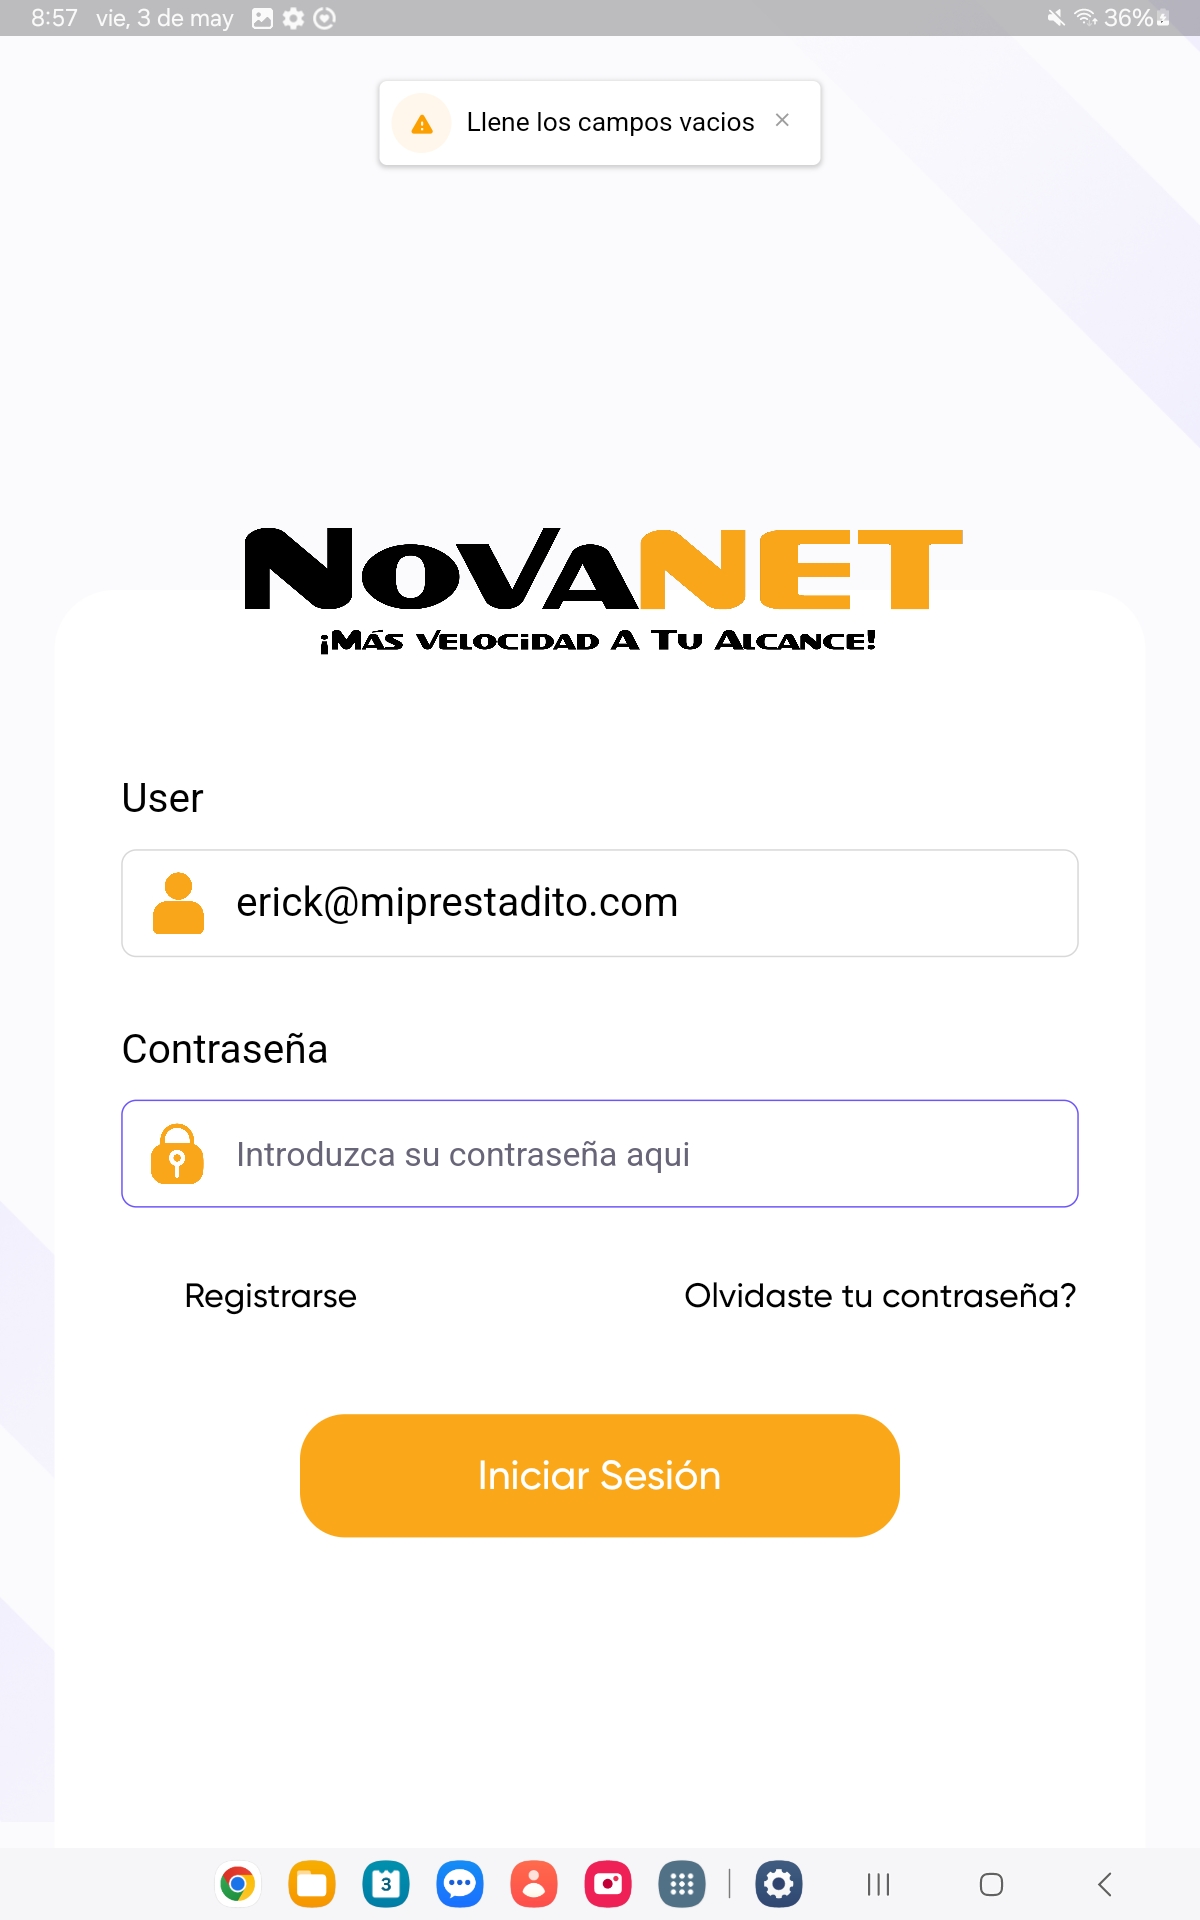 8:57 vie, 3 de may 36%
Llene los campos vacios
NOVANET
¡MÁS VELOCIDAD A TU ALCANCE!
User
erick@miprestadito.com
Contraseña
Introduzca su contraseña aqui
Registrarse Olvidaste tu contraseña?
Iniciar Sesión
3